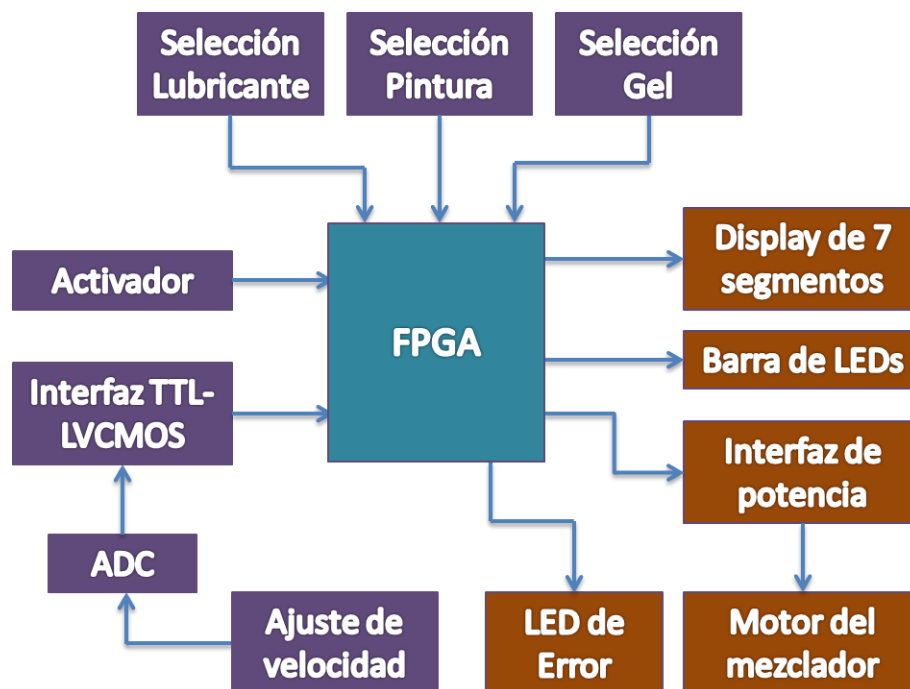 Selección
Lubricante
Selección
Pintura
Selección
Gel
Activador
FPGA
Display de 7
segmentos
Barra de LEDs
Interfaz TTL-
LVCMOS
Interfaz de
potencia
ADC
Ajuste de
velocidad
LED de
Error
Motor del
mezclador